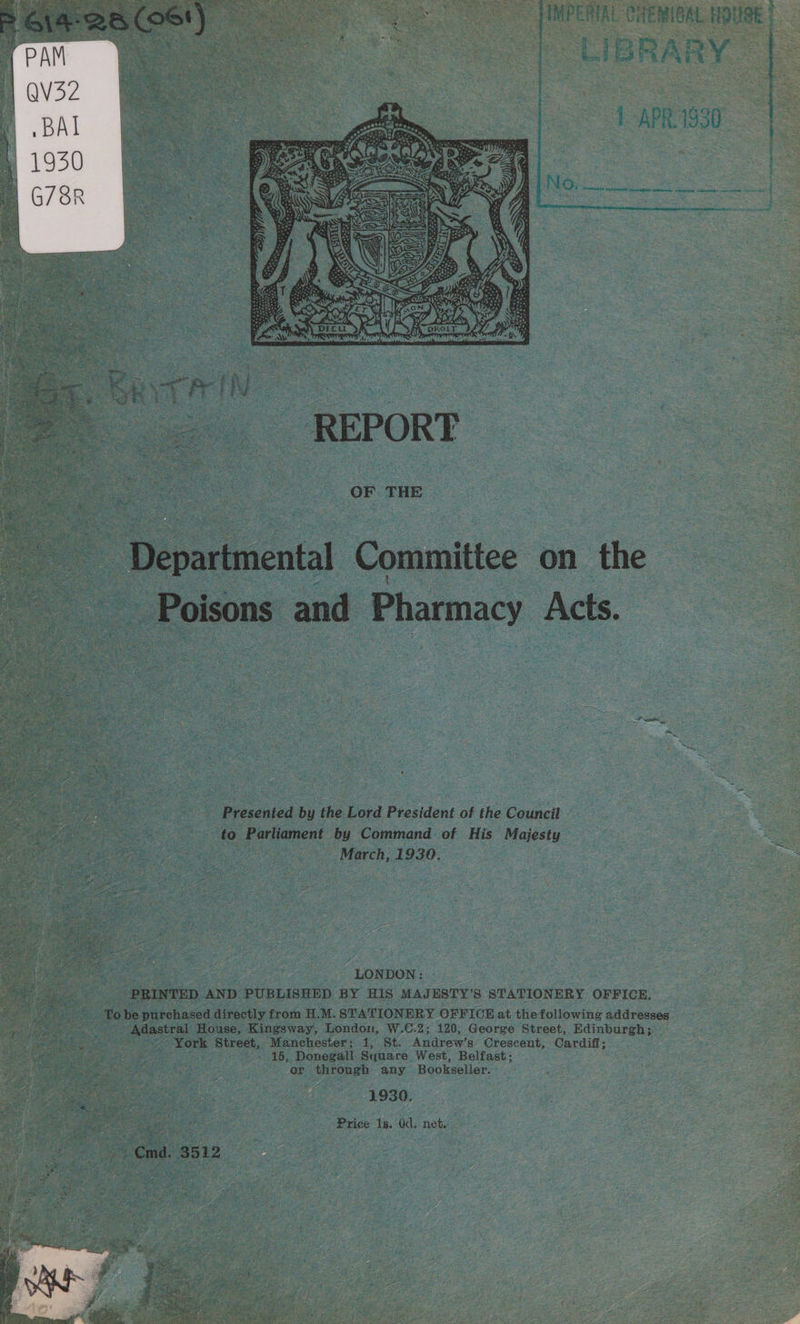 P 614.28 (061)
IMPERIAL CHEMICAL HOUSE
LIBRARY
1 APR. 1930
No.
PAM
QV32
.BAI
1930
G78R
G R
DIEU ET MON DROIT
GT. BRITAIN
REPORT
OF THE
Departmental Committee on the
Poisons and Pharmacy Acts.
Presented by the Lord President of the Council
to Parliament by Command of His Majesty
March, 1930.
LONDON:
PRINTED AND PUBLISHED BY HIS MAJESTY'S STATIONERY OFFICE.
To be purchased directly from H.M. STATIONERY OFFICE at the following addresses
Adastral House, Kingsway, London, W.C.2; 120, George Street, Edinburgh;
York Street, Manchester; 1, St. Andrew's Crescent, Cardiff;
15, Donegall Square West, Belfast;
or through any Bookseller.
1930.
Price 1s. 0d. net.
Cmd. 3512